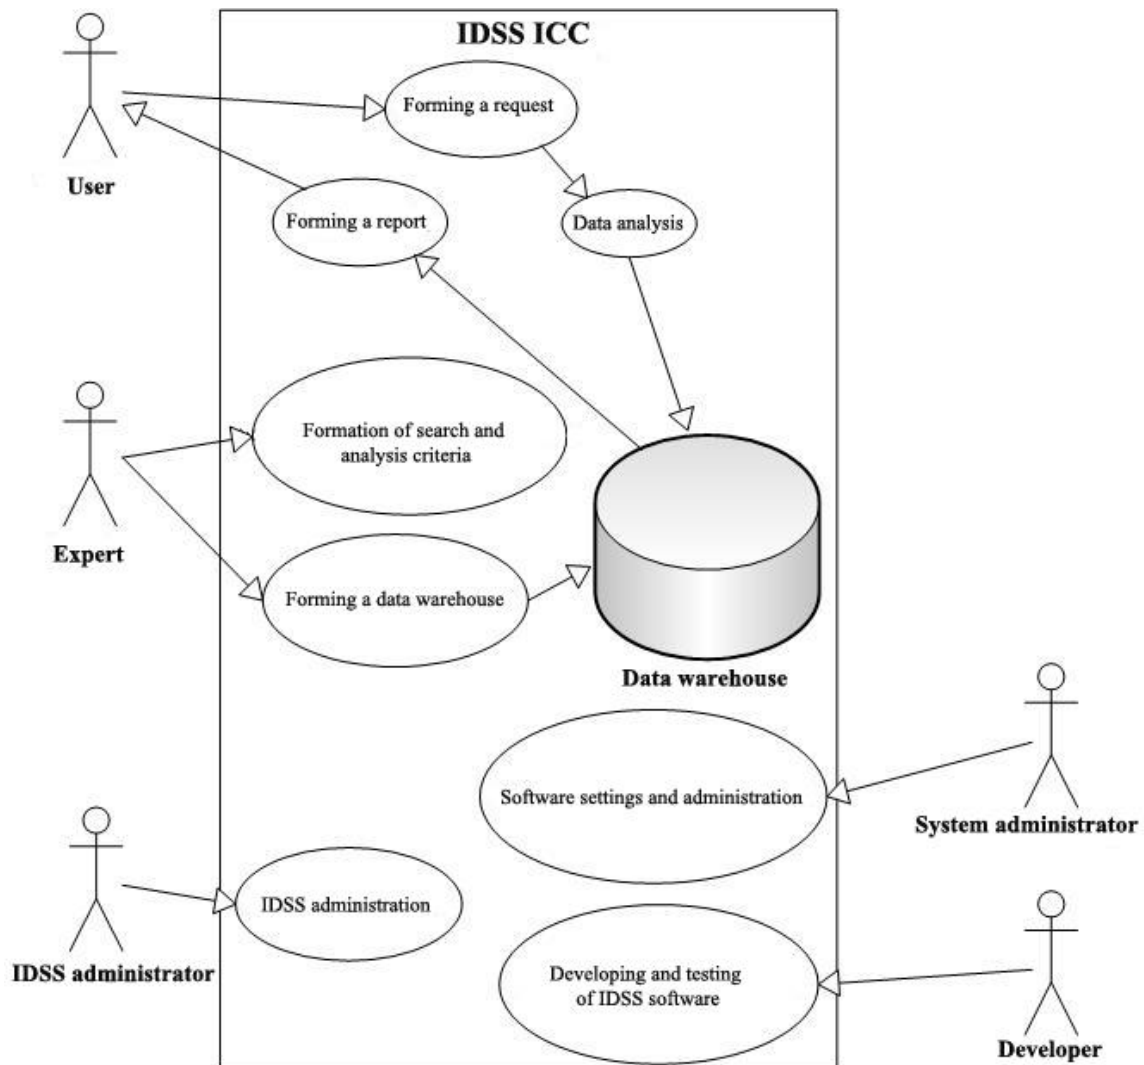 IDSS ICC
Forming a request
User
Forming a report
Data analysis
Formation of search and
analysis criteria
Expert
Forming a data warehouse
Data warehouse
Software settings and administration
System administrator
IDSS administration
IDSS administrator
Developing and testing
of IDSS software
Developer